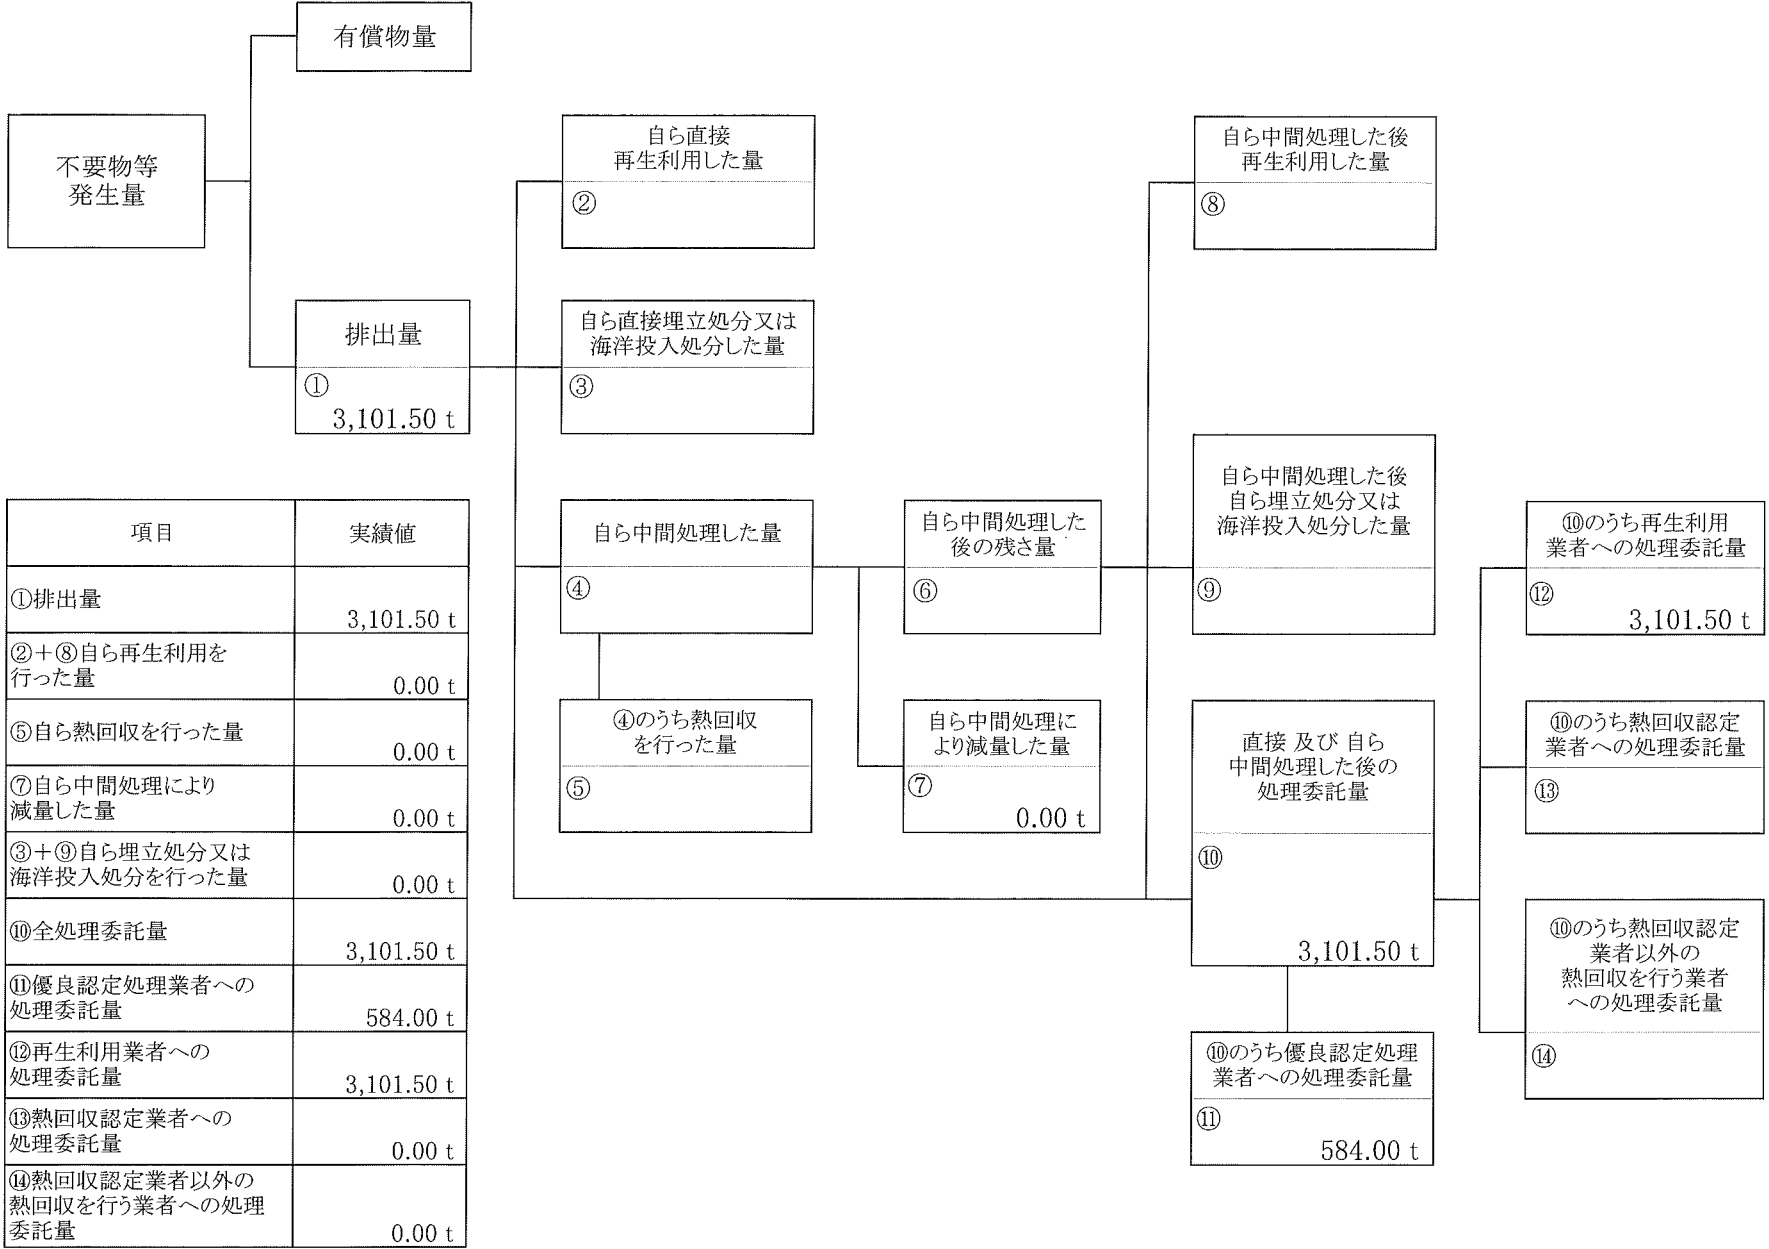 有償物量
不要物等
発生量
排出量
①
3,101.50 t
自ら直接
再生利用した量
②
自ら直接埋立処分又は
海洋投入処分した量
③
自ら中間処理した量
④
④のうち熱回収
を行った量
⑤
自ら中間処理した
後の残さ量
⑥
自ら中間処理に
より減量した量
⑦
0.00 t
自ら中間処理した後
再生利用した量
⑧
自ら中間処理した後
自ら埋立処分又は
海洋投入処分した量
⑨
直接 及び 自ら
中間処理した後の
処理委託量
⑩
3,101.50 t
⑩のうち優良認定処理
業者への処理委託量
⑪
584.00 t
⑩のうち再生利用
業者への処理委託量
⑫
3,101.50 t
⑩のうち熱回収認定
業者への処理委託量
⑬
⑩のうち熱回収認定
業者以外の
熱回収を行う業者
への処理委託量
⑭
項目 実績値
①排出量
3,101.50 t
②＋⑧自ら再生利用を
行った量
0.00 t
⑤自ら熱回収を行った量
0.00 t
⑦自ら中間処理により
減量した量
0.00 t
③＋⑨自ら埋立処分又は
海洋投入処分を行った量
0.00 t
⑩全処理委託量
3,101.50 t
⑪優良認定処理業者への
処理委託量
584.00 t
⑫再生利用業者への
処理委託量
3,101.50 t
⑬熱回収認定業者への
処理委託量
0.00 t
⑭熱回収認定業者以外の
熱回収を行う業者への処理
委託量
0.00 t